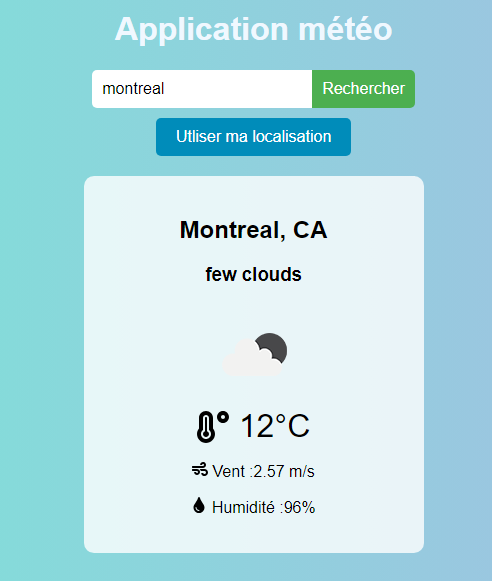 Application météo
montreal Rechercher
Utliser ma localisation
Montreal, CA
few clouds
12°C
Vent :2.57 m/s
Humidité :96%